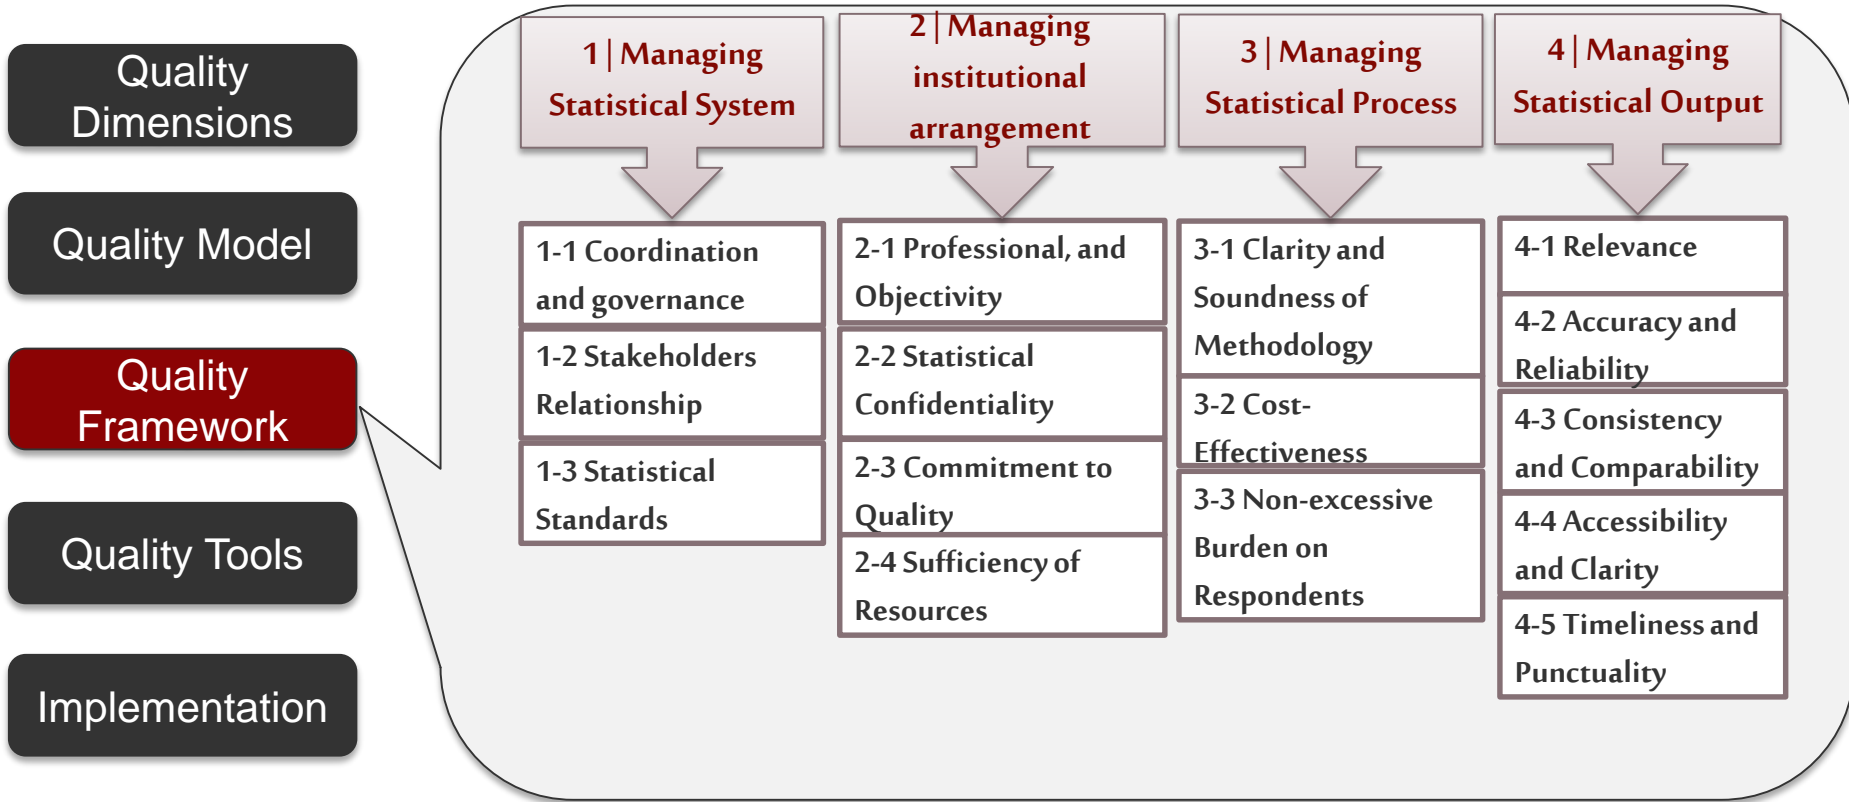 Quality
Dimensions
Quality Model
Quality
Framework
Quality Tools
Implementation
1 | Managing
Statistical System
1-1 Coordination
and governance
1-2 Stakeholders
Relationship
1-3 Statistical
Standards
2 | Managing
institutional
arrangement
2-1 Professional, and
Objectivity
2-2 Statistical
Confidentiality
2-3 Commitment to
Quality
2-4 Sufficiency of
Resources
3 | Managing
Statistical Process
3-1 Clarity and
Soundness of
Methodology
3-2 Cost-
Effectiveness
3-3 Non-excessive
Burden on
Respondents
4 | Managing
Statistical Output
4-1 Relevance
4-2 Accuracy and
Reliability
4-3 Consistency
and Comparability
4-4 Accessibility
and Clarity
4-5 Timeliness and
Punctuality